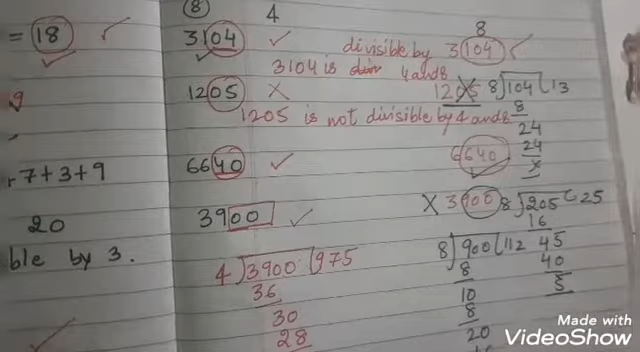 8 4 8
= 18 3104 divisible by 3104
3104 is 4 and 8
9 1205 1205 8 104 13
1205 is not divisible by 4 and 8 8
24
6640 6640 24
+7+3+9 x
20 3900 3900 8 205 25
16
ble by 3. 4 3900 975 8 900 112 45
36 8 40
30 10 5
28 8
20
Made with
VideoShow